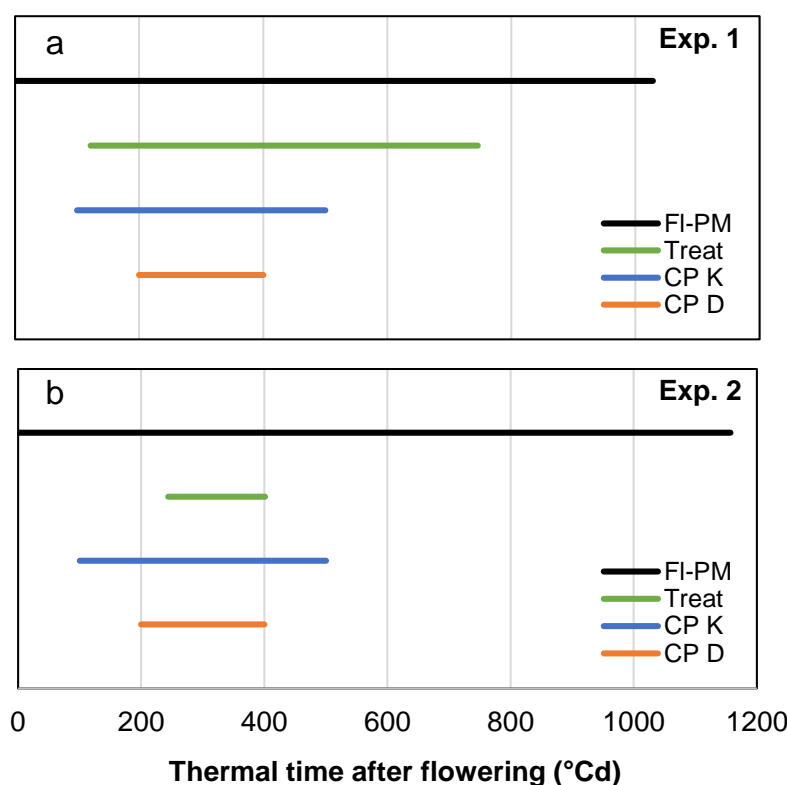 a
Exp. 1
Fl-PM
Treat
CP K
CP D
b
Exp. 2
Fl-PM
Treat
CP K
CP D
0 200 400 600 800 1000 1200
Thermal time after flowering (°Cd)